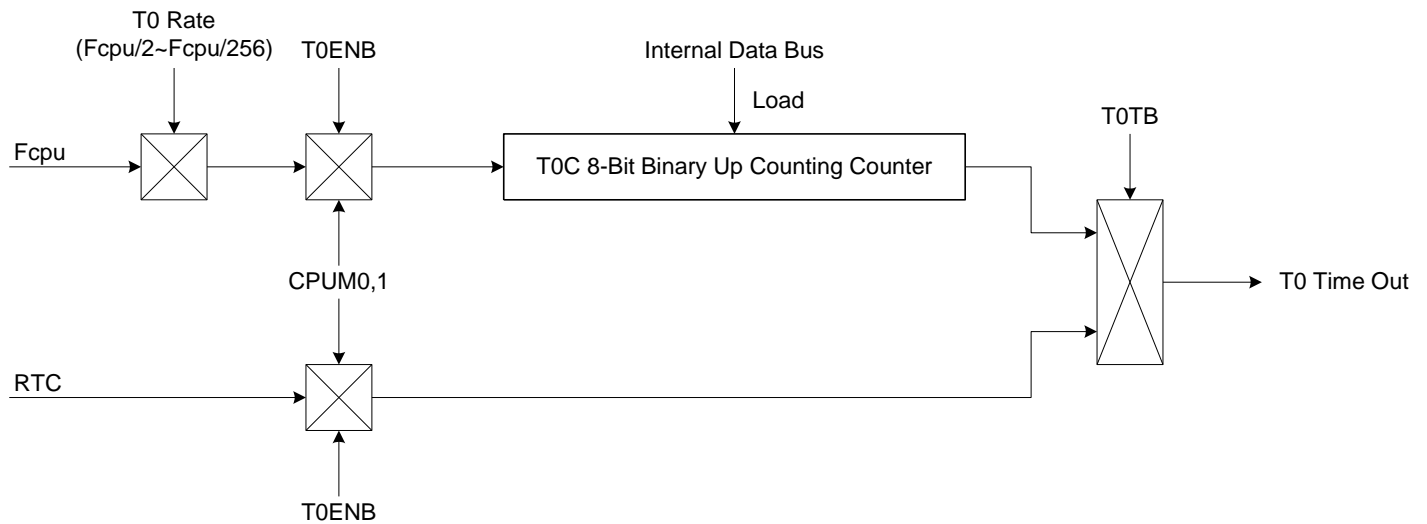 T0 Rate
(Fcpu/2~Fcpu/256)
T0ENB
Internal Data Bus
Load
T0TB
Fcpu
T0C 8-Bit Binary Up Counting Counter
CPUM0,1
T0 Time Out
RTC
T0ENB